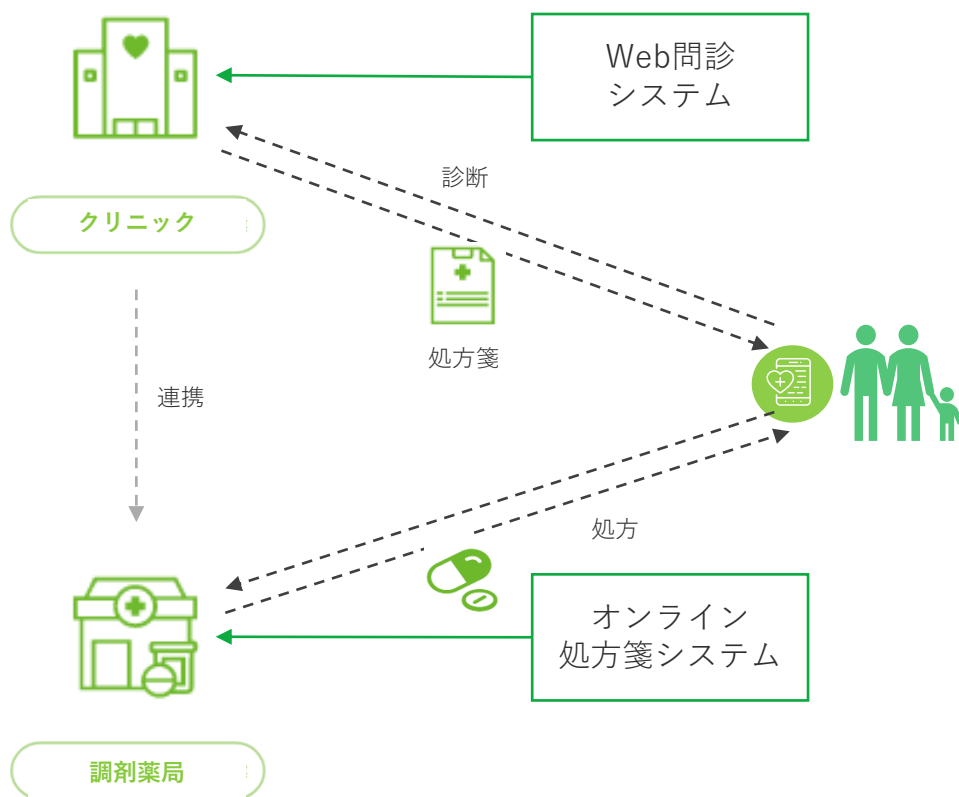 Web問診
システム
診断
クリニック
処方箋
連携
処方
オンライン
処方箋システム
調剤薬局